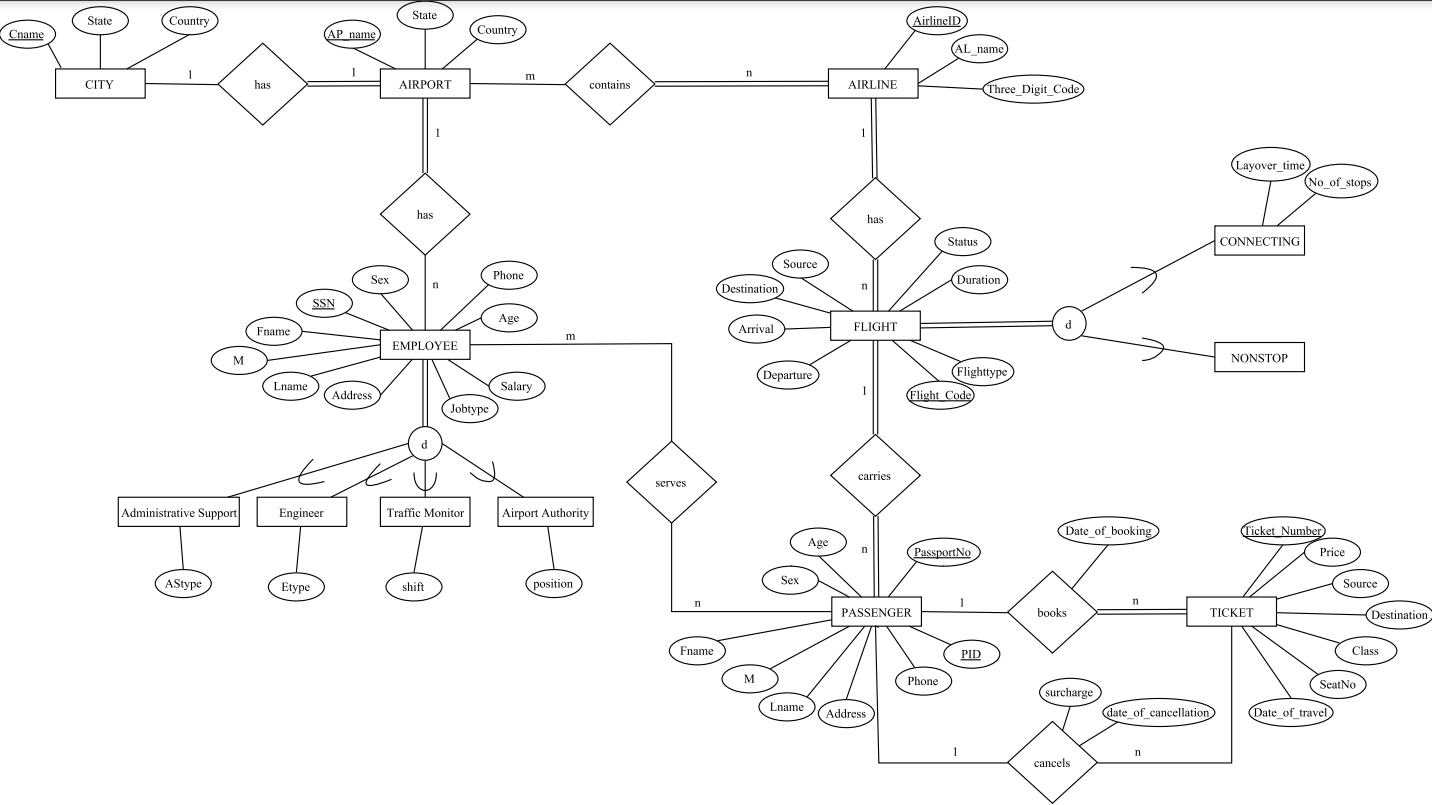 Cname
State
Country
CITY
1
has
1
AP_name
State
Country
AIRPORT
m
contains
n
AirlineID
AL_name
Three_Digit_Code
AIRLINE
1
has
n
1
has
n
Sex
Phone
SSN
Age
Fname
M
Lname
Address
Jobtype
Salary
EMPLOYEE
m
serves
n
d
Administrative Support
Engineer
Traffic Monitor
Airport Authority
AStype
Etype
shift
position
Source
Status
Destination
Duration
Arrival
Departure
Flighttype
Flight_Code
FLIGHT
d
Layover_time
No_of_stops
CONNECTING
NONSTOP
1
carries
n
Age
PassportNo
Sex
PASSENGER
Fname
M
Lname
Address
Phone
PID
1
books
n
Date_of_booking
Ticket_Number
Price
Source
Destination
Class
SeatNo
Date_of_travel
TICKET
surcharge
date_of_cancellation
1
cancels
n